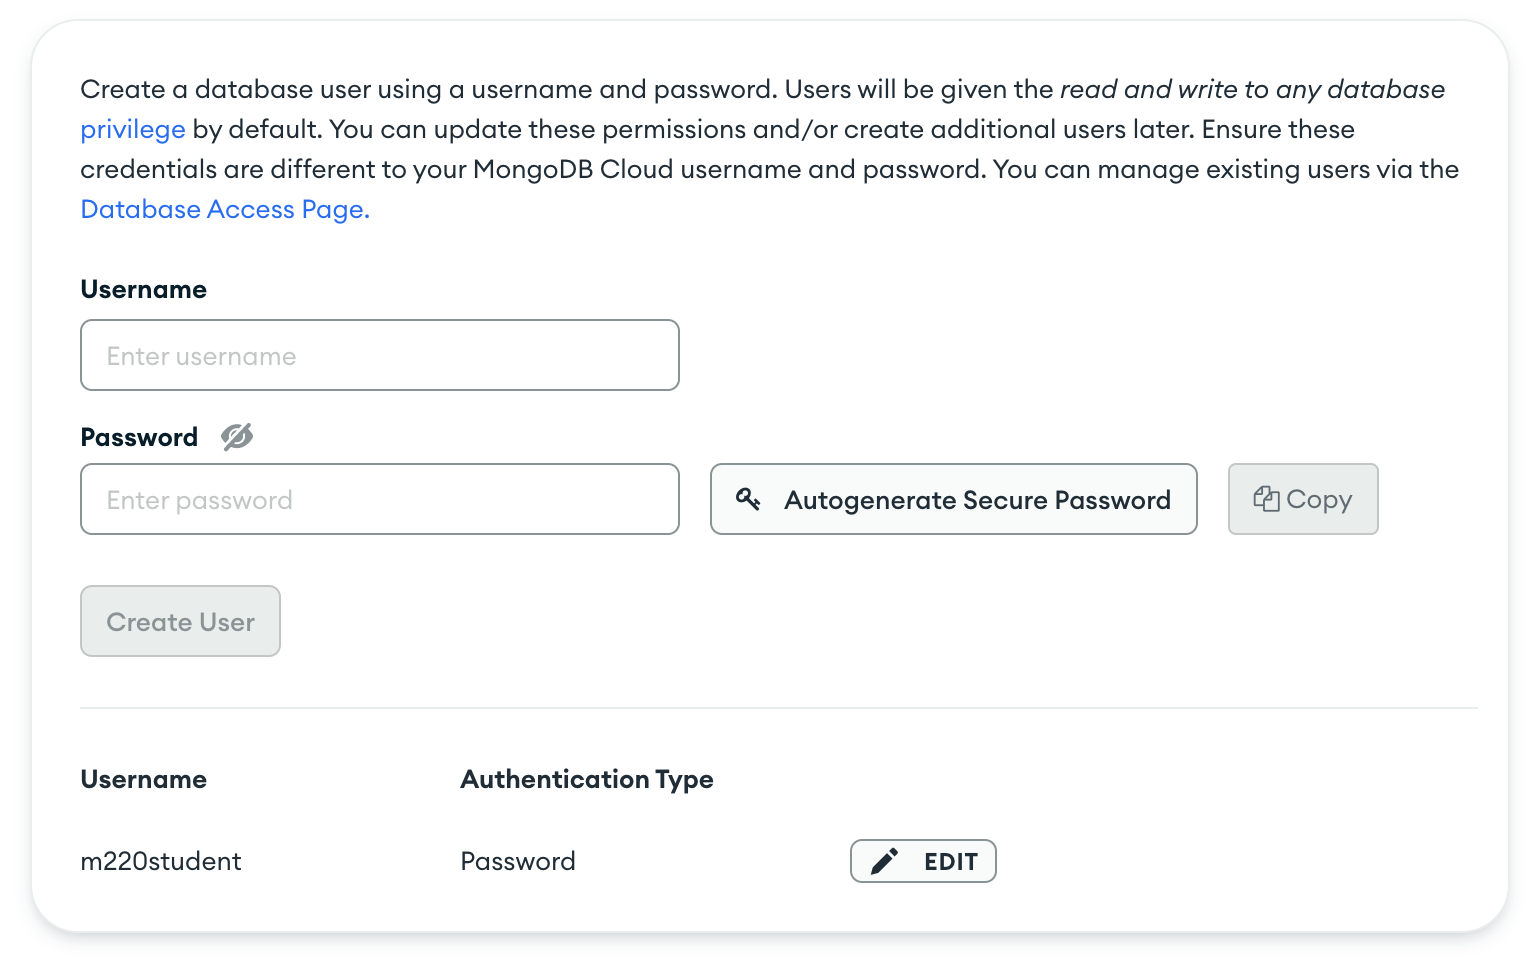 Create a database user using a username and password. Users will be given the read and write to any database
privilege by default. You can update these permissions and/or create additional users later. Ensure these
credentials are different to your MongoDB Cloud username and password. You can manage existing users via the
Database Access Page.
Username
Enter username
Password
Enter password
Autogenerate Secure Password
Copy
Create User
Username Authentication Type
m220student Password EDIT